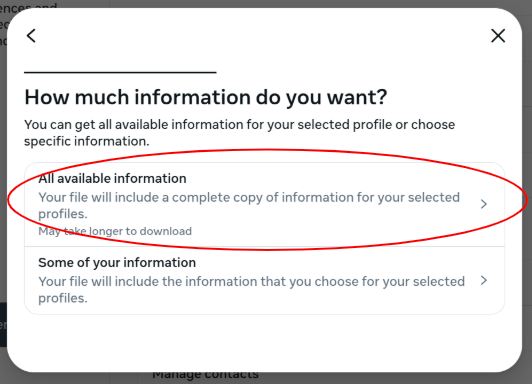 ences and
How much information do you want?
You can get all available information for your selected profile or choose
specific information.
All available information
Your file will include a complete copy of information for your selected
profiles.
May take longer to download
Some of your information
Your file will include the information that you choose for your selected
profiles.
Manage contacts